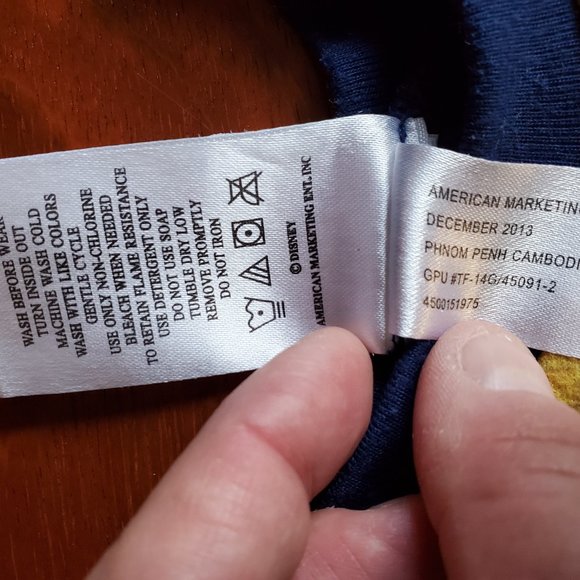 WEAR
WASH BEFORE
TURN INSIDE OUT
MACHINE WASH COLD
WASH WITH LIKE COLORS
GENTLE CYCLE
USE ONLY NON-CHLORINE
BLEACH WHEN NEEDED
TO RETAIN FLAME RESISTANCE
USE DETERGENT ONLY
DO NOT USE SOAP
TUMBLE DRY LOW
REMOVE PROMPTLY
DO NOT IRON
© DISNEY
AMERICAN MARKETING ENT. INC
AMERICAN MARKETING
DECEMBER 2013
PHNOM PENH CAMBODI
GPU #TF-14G/45091-2
4500151975